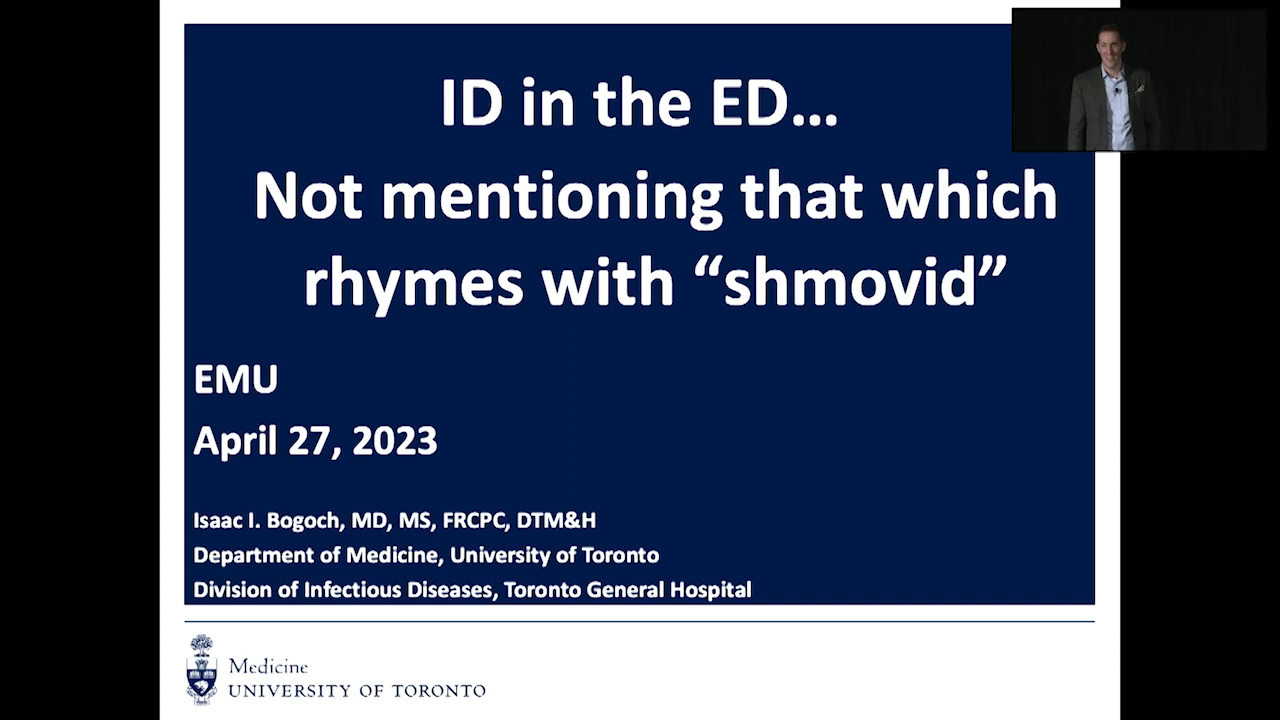 ID in the ED...
Not mentioning that which
rhymes with “shmovid”
EMU
April 27, 2023
Isaac I. Bogoch, MD, MS, FRCPC, DTM&H
Department of Medicine, University of Toronto
Division of Infectious Diseases, Toronto General Hospital
Medicine
UNIVERSITY OF TORONTO